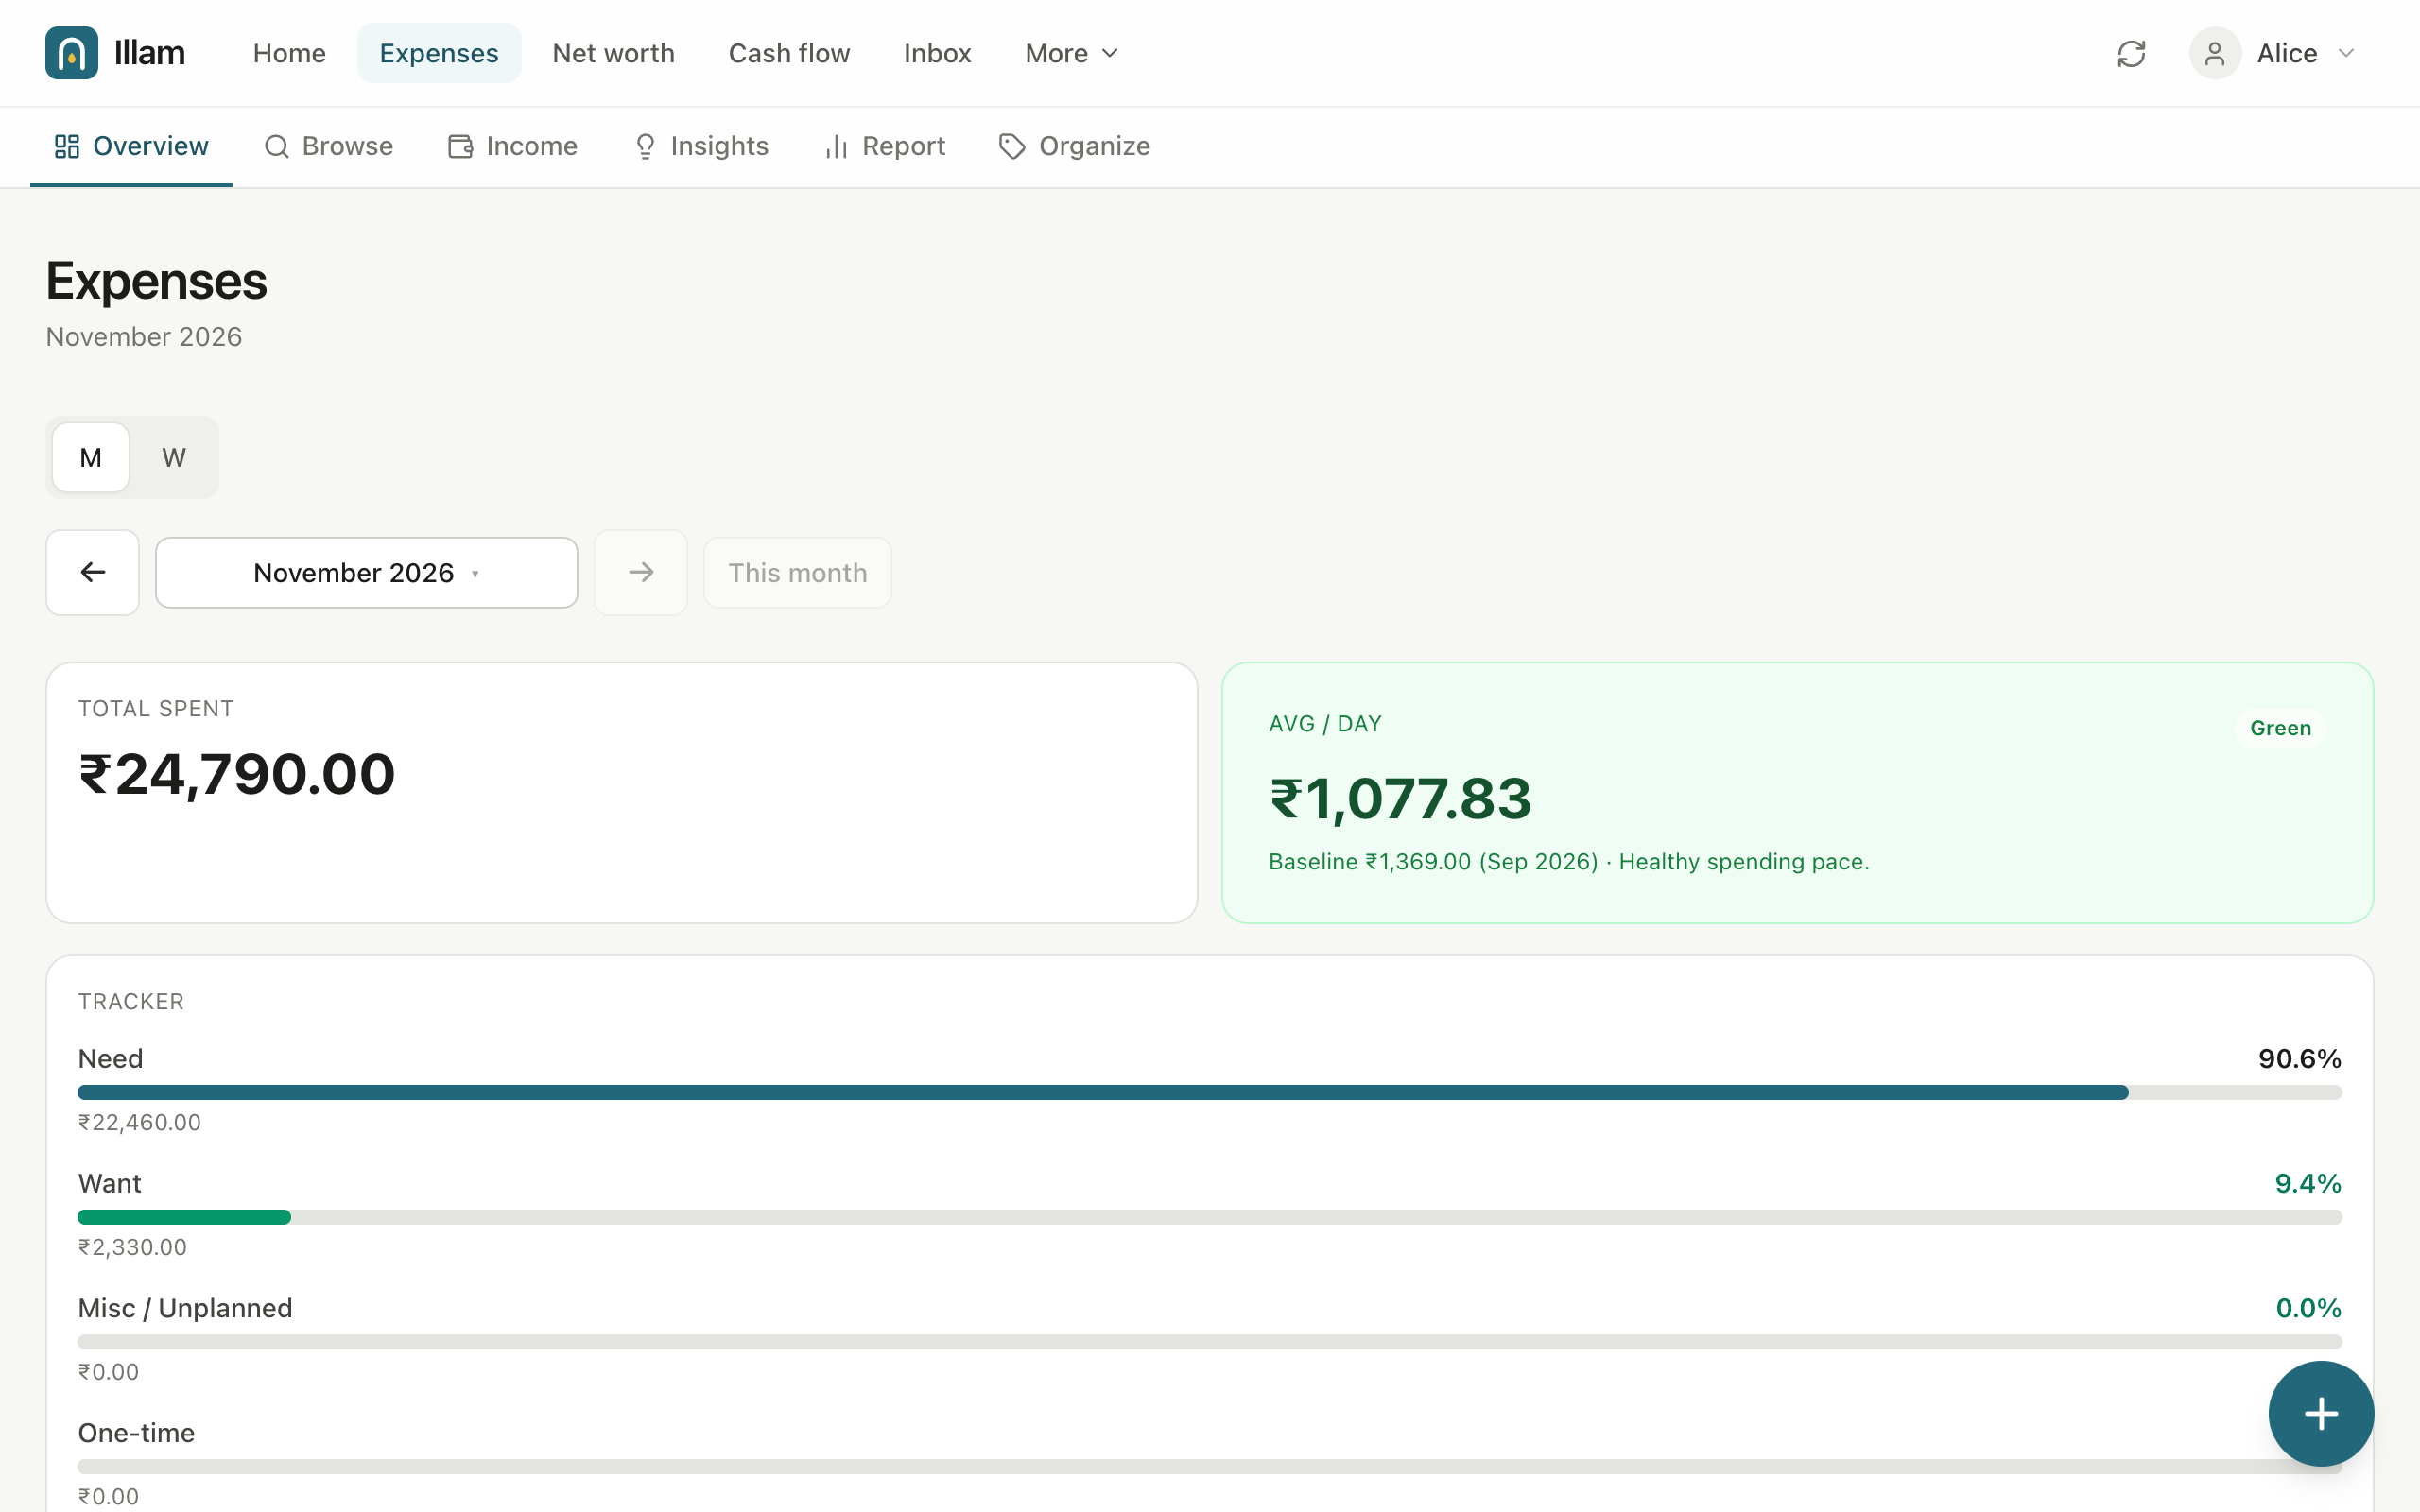 Illam
Home Expenses Net worth Cash flow Inbox More
Alice
Overview Browse Income Insights Report Organize
Expenses
November 2026
M W
November 2026
This month
TOTAL SPENT
₹24,790.00
AVG / DAY
Green
₹1,077.83
Baseline ₹1,369.00 (Sep 2026) · Healthy spending pace.
TRACKER
Need 90.6%
₹22,460.00
Want 9.4%
₹2,330.00
Misc / Unplanned 0.0%
₹0.00
One-time
₹0.00